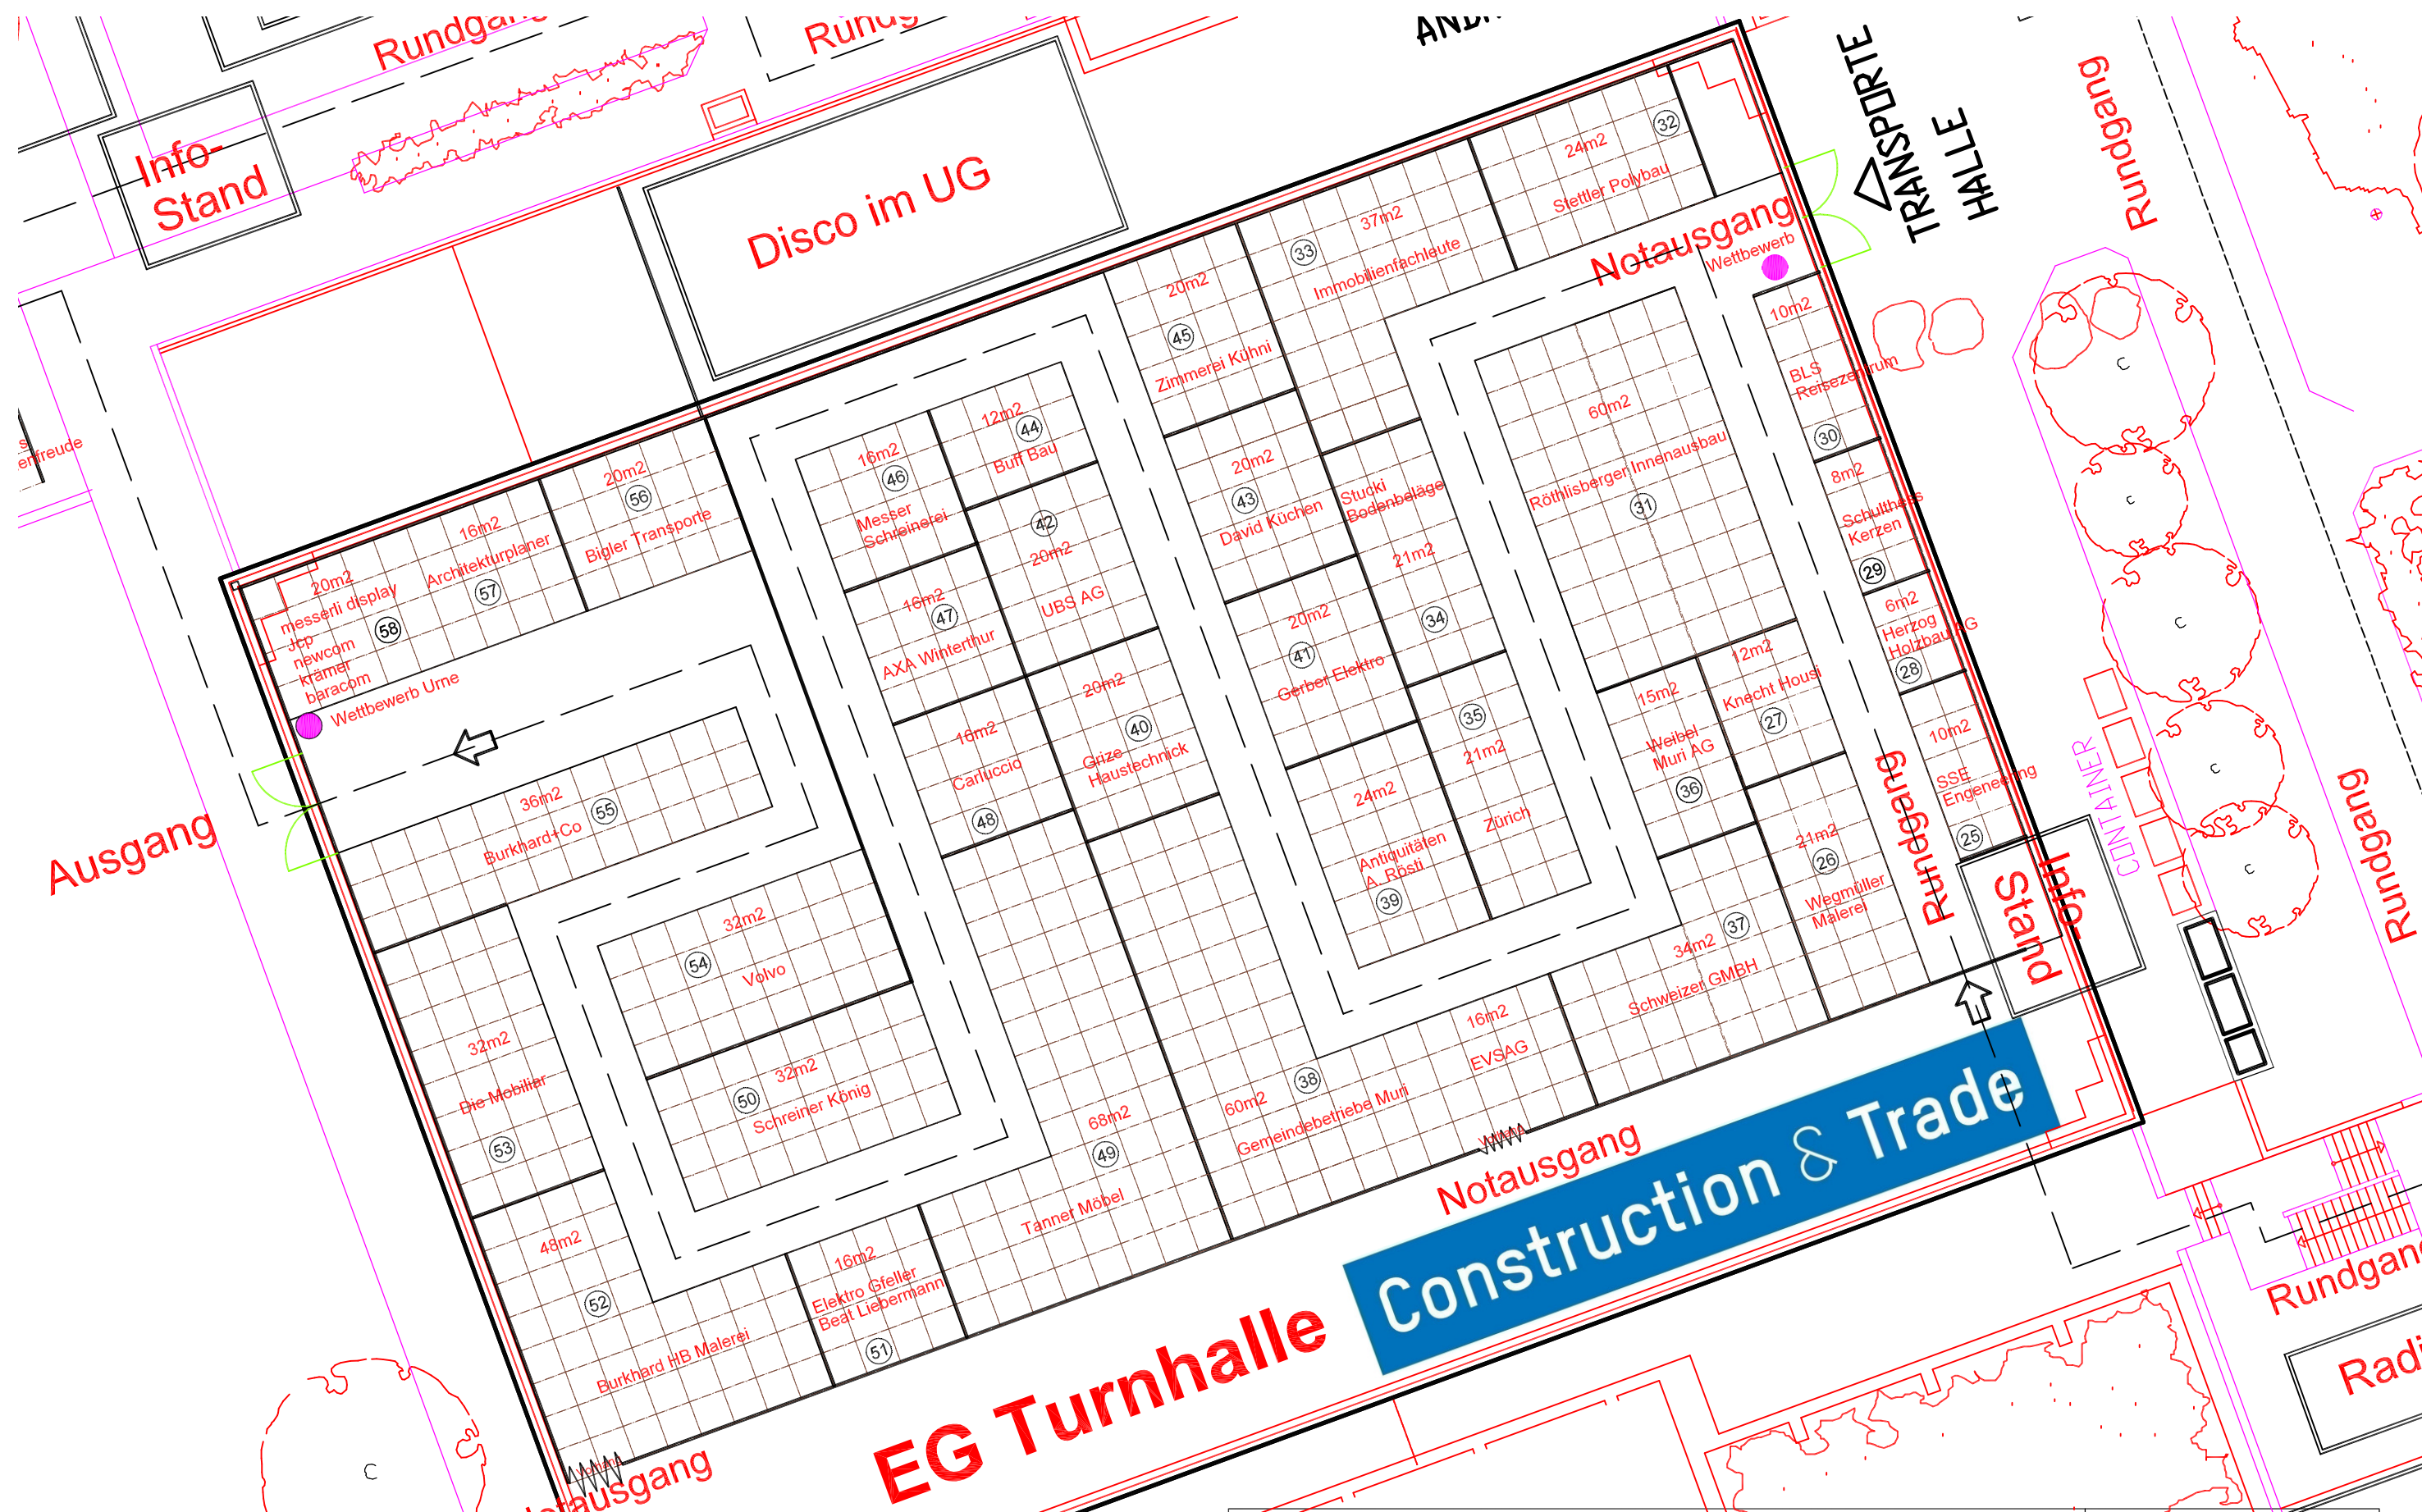 Rundgang
ANDI
TRANSPORTE
HALLE
Rundgang
Info-
Stand
Disco im UG
24m2
32
Stettler Polybau
37m2
33
Immobilienfachleute
Notausgang
Wettbewerb
20m2
45
Zimmerei Kühni
10m2
BLS
Reisezentrum
30
enfreude
12m2
44
Buff Bau
16m2
46
Messer
Schreinerei
60m2
Röthlisberger Innenausbau
31
20m2
43
David Küchen
Stucki
Bodenbeläge
21m2
34
8m2
Schulthess
Kerzen
29
20m2
56
Bigler Transporte
16m2
Architekturplaner
57
20m2
messerli display
Jcp
newcom
krämer
baracom
58
Wettbewerb Urne
42
20m2
UBS AG
16m2
47
AXA Winterthur
20m2
41
Gerber Elektro
6m2
Herzog
Holzbau AG
28
12m2
Knecht Housi
27
15m2
Weibel
Muri AG
36
20m2
40
Grize
Haustechnick
16m2
Carluccio
48
35
21m2
Zürich
24m2
Antiquitäten
A. Rösti
39
10m2
SSE
Engeneering
25
CONTAINER
Rundgang
Rundgang
Info-
Stand
Ausgang
36m2
55
Burkhard+Co
21m2
26
Wegmüller
Malerei
37
34m2
Schweizer GMBH
32m2
54
Volvo
32m2
50
Schreiner König
32m2
Die Mobiliar
53
16m2
EVSAG
38
60m2
Gemeindebetriebe Muri
Vorhang
Notausgang
68m2
49
Tanner Möbel
48m2
52
Burkhard HB Malerei
16m2
Elektro Gfeller
Beat Liebermann
51
Construction & Trade
EG Turnhalle
Vorhang
Notausgang
Rundgang
Radi
C
C
C
C
C
C